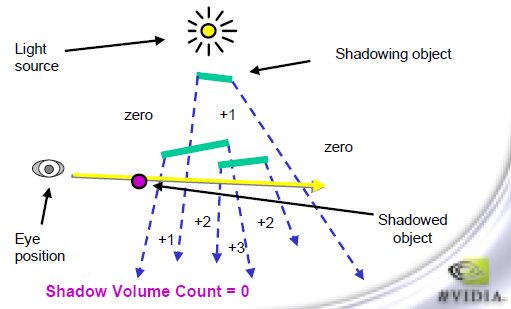 Light
source
Shadowing object
zero
+1
zero
Eye
position
+1
+2
+3
+2
Shadowed
object
Shadow Volume Count = 0
nVIDIA.